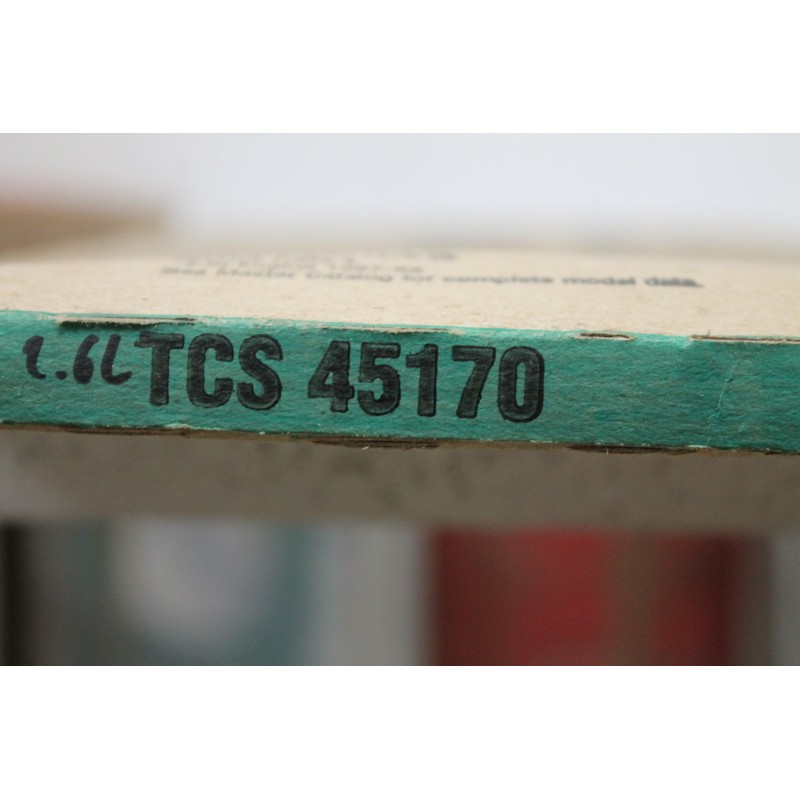 See Master Catalog for complete model data.
1.6L TCS 45170